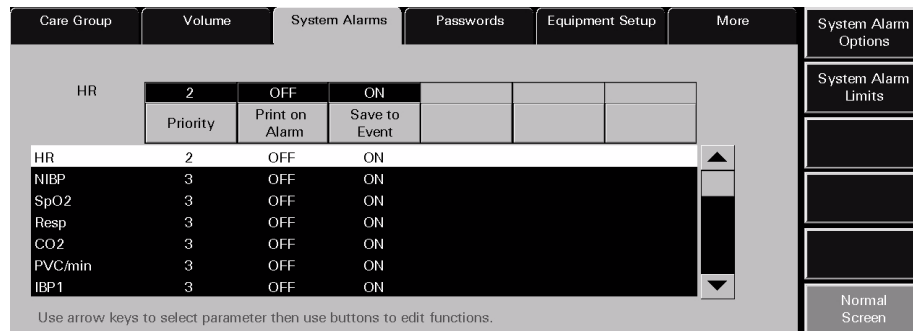 Care Group Volume System Alarms Passwords Equipment Setup More
System Alarm
Options
System Alarm
Limits
HR 2 OFF ON
Priority Print on Alarm Save to Event
HR 2 OFF ON
NIBP 3 OFF ON
SpO2 3 OFF ON
Resp 3 OFF ON
CO2 3 OFF ON
PVC/min 3 OFF ON
IBP1 3 OFF ON
Use arrow keys to select parameter then use buttons to edit functions.
Normal
Screen